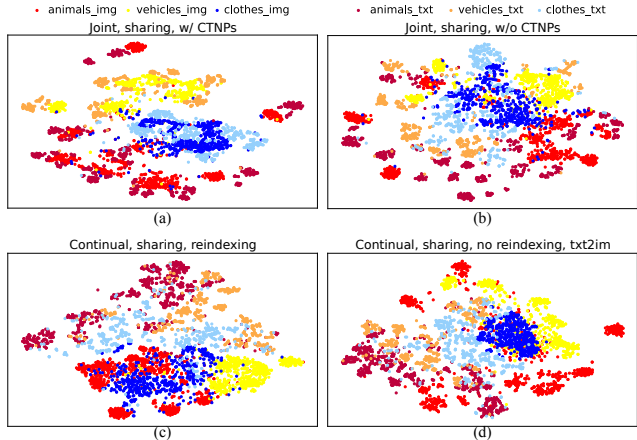 animals_img vehicles_img clothes_img animals_txt vehicles_txt clothes_txt
Joint, sharing, w/ CTNPs
Joint, sharing, w/o CTNPs
(a)
(b)
Continual, sharing, reindexing
Continual, sharing, no reindexing, txt2im
(c)
(d)